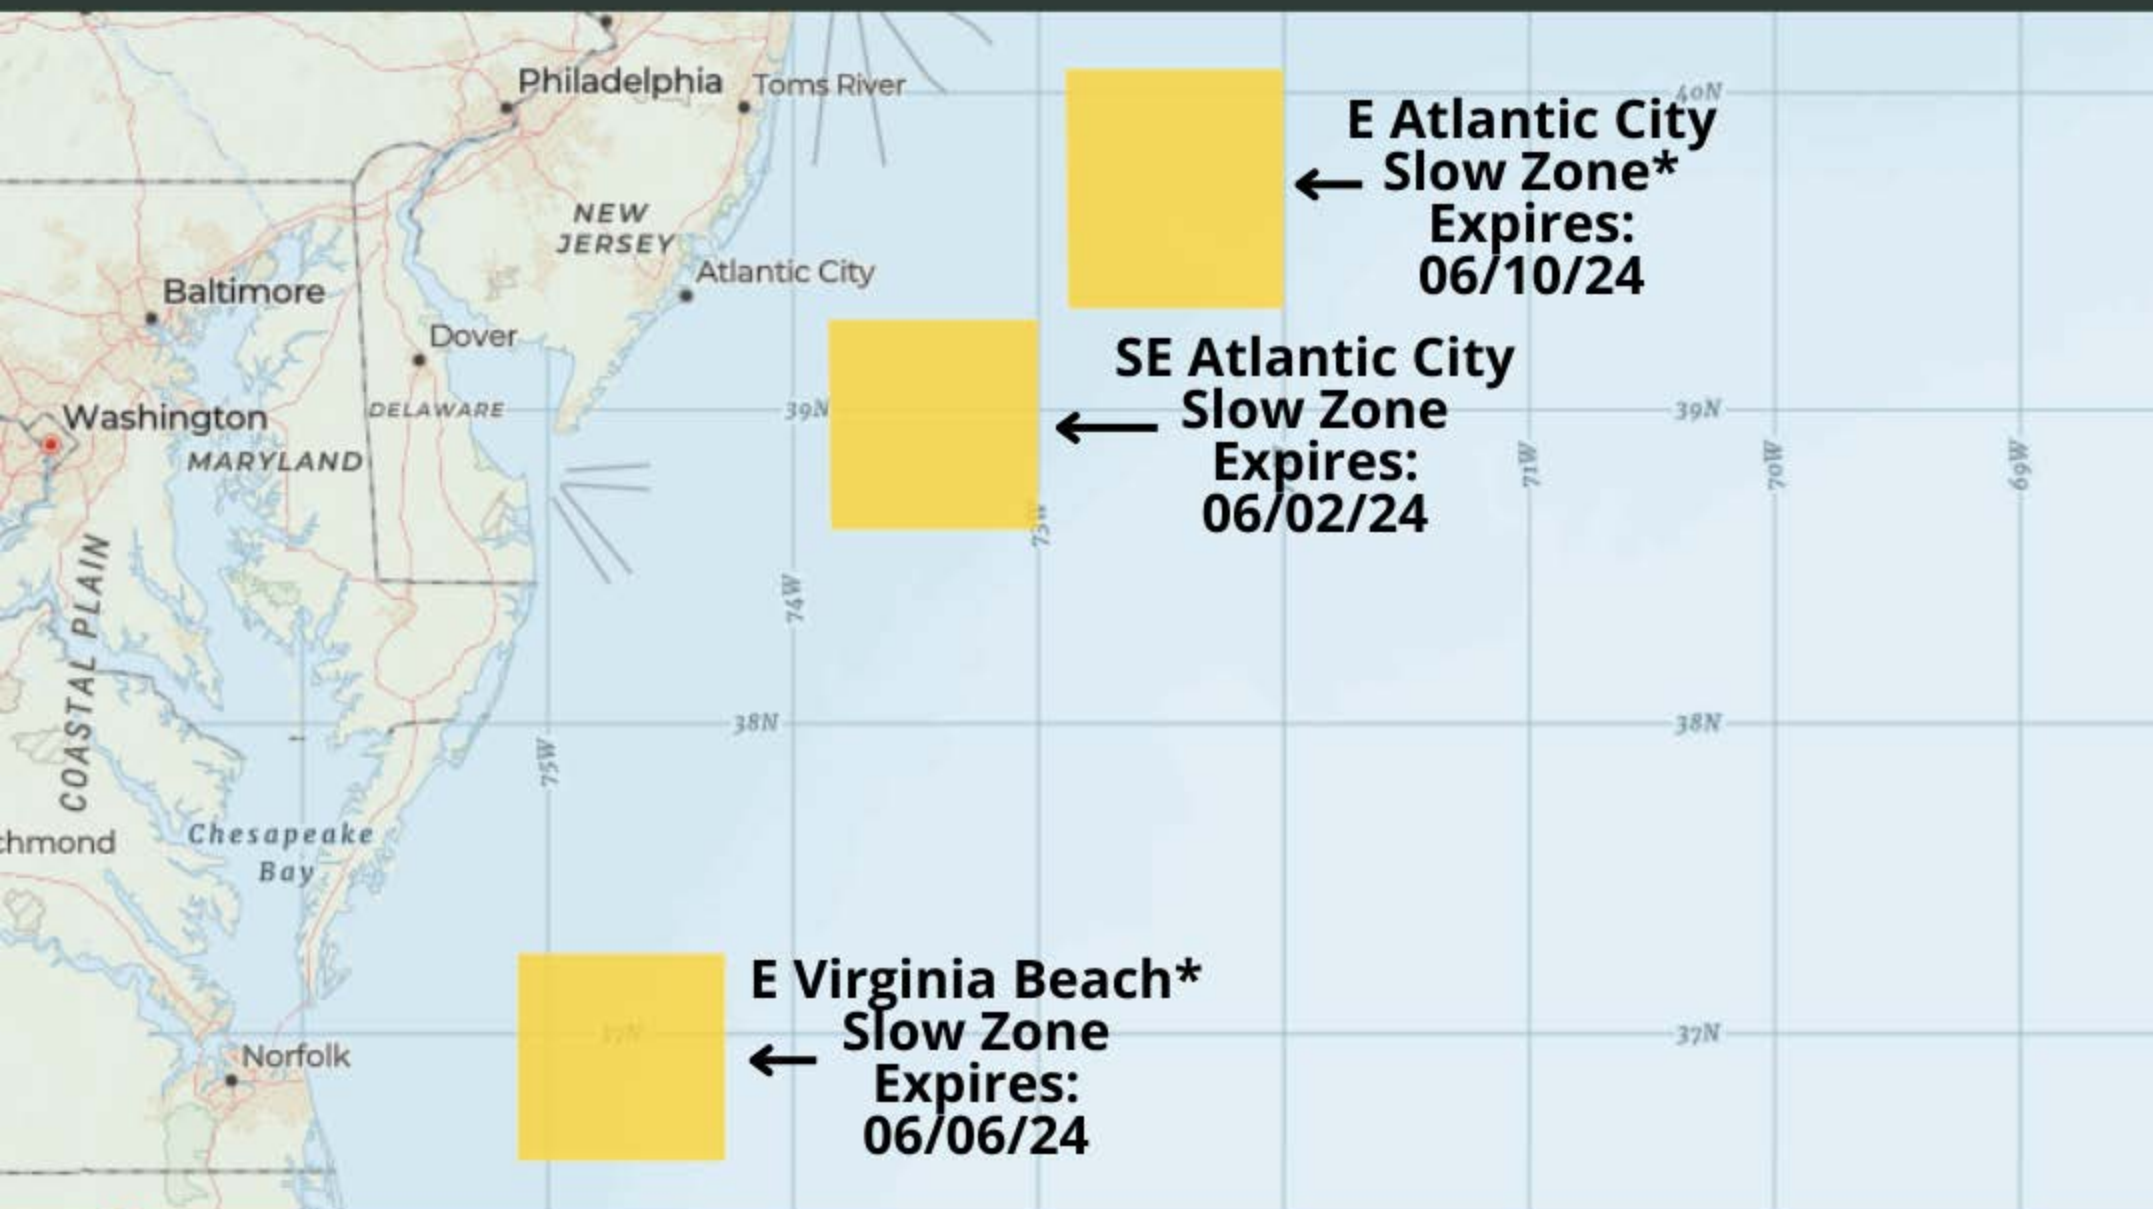 Philadelphia
Toms River
40N
E Atlantic City
Slow Zone*
Expires:
06/10/24
NEW
JERSEY
Atlantic City
Baltimore
Dover
SE Atlantic City
Slow Zone
Expires:
06/02/24
Washington
DELAWARE
39N
39N
MARYLAND
71W
70W
69W
73W
74W
COASTAL PLAIN
38N
38N
75W
chmond
Chesapeake
Bay
E Virginia Beach*
Slow Zone
Expires:
06/06/24
37N
37N
Norfolk